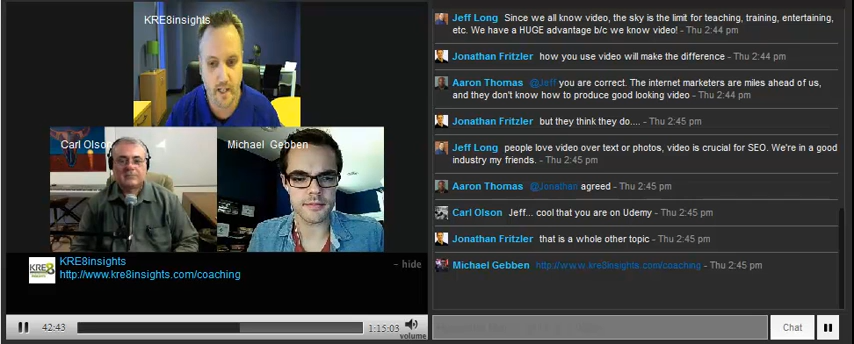 KRE8insights
Carl Olson
Michael Gebben
KRE8
KRE8insights
http://www.kre8insights.com/coaching
– hide
42:43
1:15:03
volume
Jeff Long Since we all know video, the sky is the limit for teaching, training, entertaining,
etc. We have a HUGE advantage b/c we know video! - Thu 2:44 pm
Jonathan Fritzler how you use video will make the difference - Thu 2:44 pm
Aaron Thomas @Jeff you are correct. The internet marketers are miles ahead of us,
and they don't know how to produce good looking video - Thu 2:44 pm
Jonathan Fritzler but they think they do.... - Thu 2:45 pm
Jeff Long people love video over text or photos, video is crucial for SEO. We're in a good
industry my friends. - Thu 2:45 pm
Aaron Thomas @Jonathan agreed - Thu 2:45 pm
Carl Olson Jeff... cool that you are on Udemy - Thu 2:45 pm
Jonathan Fritzler that is a whole other topic - Thu 2:45 pm
Michael Gebben http://www.kre8insights.com/coaching - Thu 2:45 pm
Chat